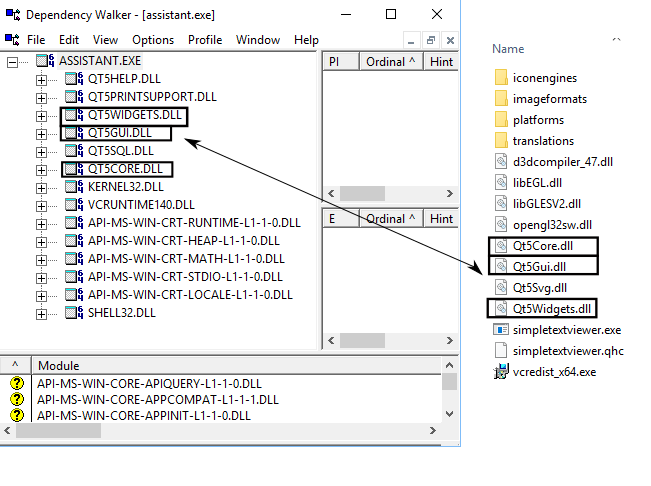 Dependency Walker - [assistant.exe]
File Edit View Options Profile Window Help
ASSISTANT.EXE
QT5HELP.DLL
QT5PRINTSUPPORT.DLL
QT5WIDGETS.DLL
QT5GUI.DLL
QT5SQL.DLL
QT5CORE.DLL
KERNEL32.DLL
VCRUNTIME140.DLL
API-MS-WIN-CRT-RUNTIME-L1-1-0.DLL
API-MS-WIN-CRT-HEAP-L1-1-0.DLL
API-MS-WIN-CRT-MATH-L1-1-0.DLL
API-MS-WIN-CRT-STDIO-L1-1-0.DLL
API-MS-WIN-CRT-LOCALE-L1-1-0.DLL
SHELL32.DLL
PI Ordinal ^ Hint
E Ordinal ^ Hint
^ Module
API-MS-WIN-CORE-APIQUERY-L1-1-0.DLL
API-MS-WIN-CORE-APPCOMPAT-L1-1-1.DLL
API-MS-WIN-CORE-APPINIT-L1-1-0.DLL
Name
iconengines
imageformats
platforms
translations
d3dcompiler_47.dll
libEGL.dll
libGLESV2.dll
opengl32sw.dll
Qt5Core.dll
Qt5Gui.dll
Qt5Svg.dll
Qt5Widgets.dll
simpletextviewer.exe
simpletextviewer.qhc
vcredist_x64.exe